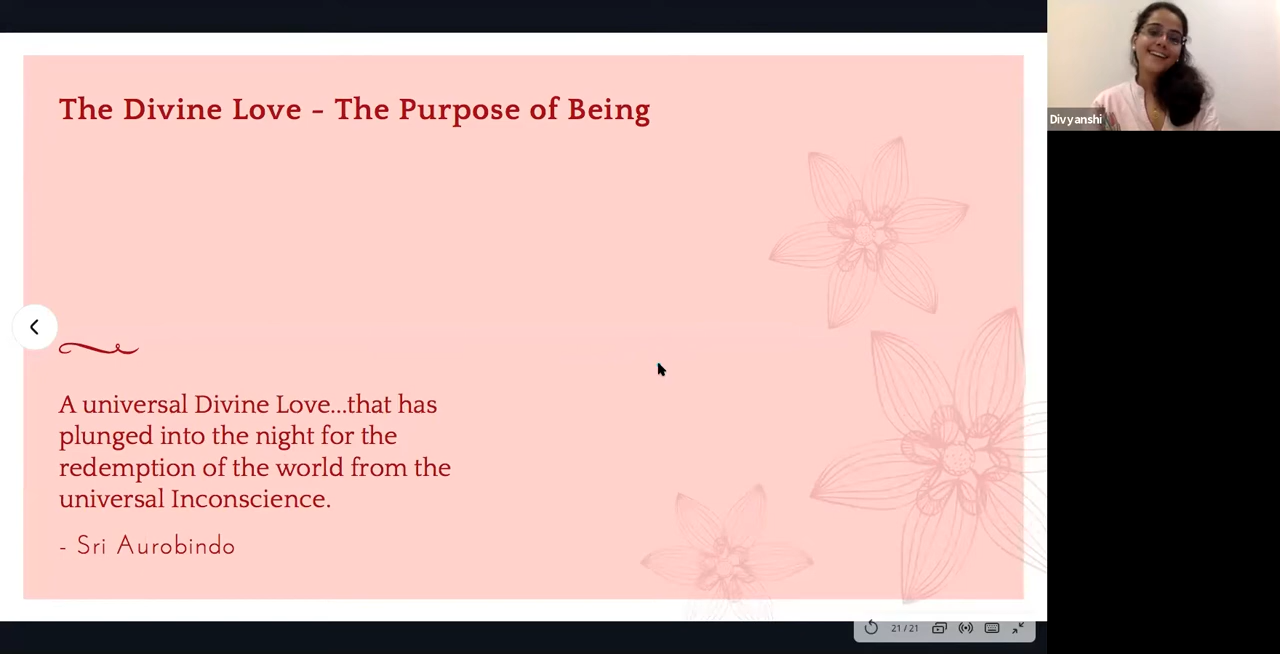 The Divine Love - The Purpose of Being
A universal Divine Love...that has
plunged into the night for the
redemption of the world from the
universal Inconscience.
- Sri Aurobindo
Divyanshi
21 / 21